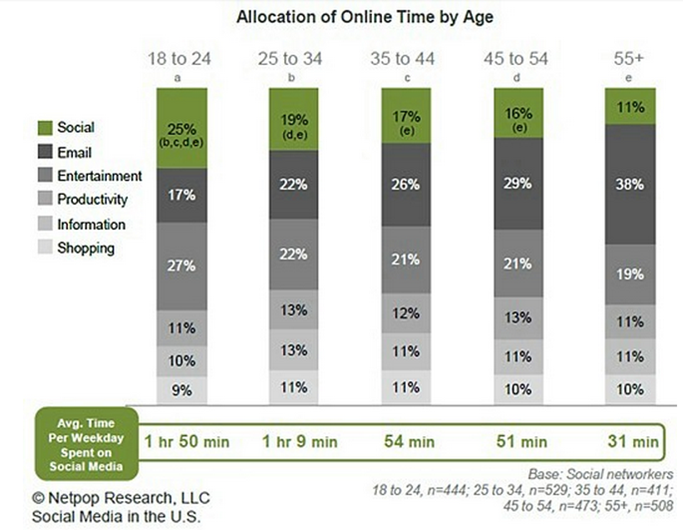 Allocation of Online Time by Age
18 to 24 25 to 34 35 to 44 45 to 54 55+
a b c d e
Social
Email
Entertainment
Productivity
Information
Shopping
25% 19% 17% 16% 11%
(b,c,d,e) (d,e) (e) (e)
17% 22% 26% 29% 38%
27% 22% 21% 21% 19%
11% 13% 12% 13% 11%
10% 13% 11% 11% 11%
9% 11% 11% 10% 10%
Avg. Time
Per Weekday
Spent on
Social Media
1 hr 50 min 1 hr 9 min 54 min 51 min 31 min
Base: Social networkers
18 to 24, n=444; 25 to 34, n=529; 35 to 44, n=411;
45 to 54, n=473; 55+, n=508
© Netpop Research, LLC
Social Media in the U.S.